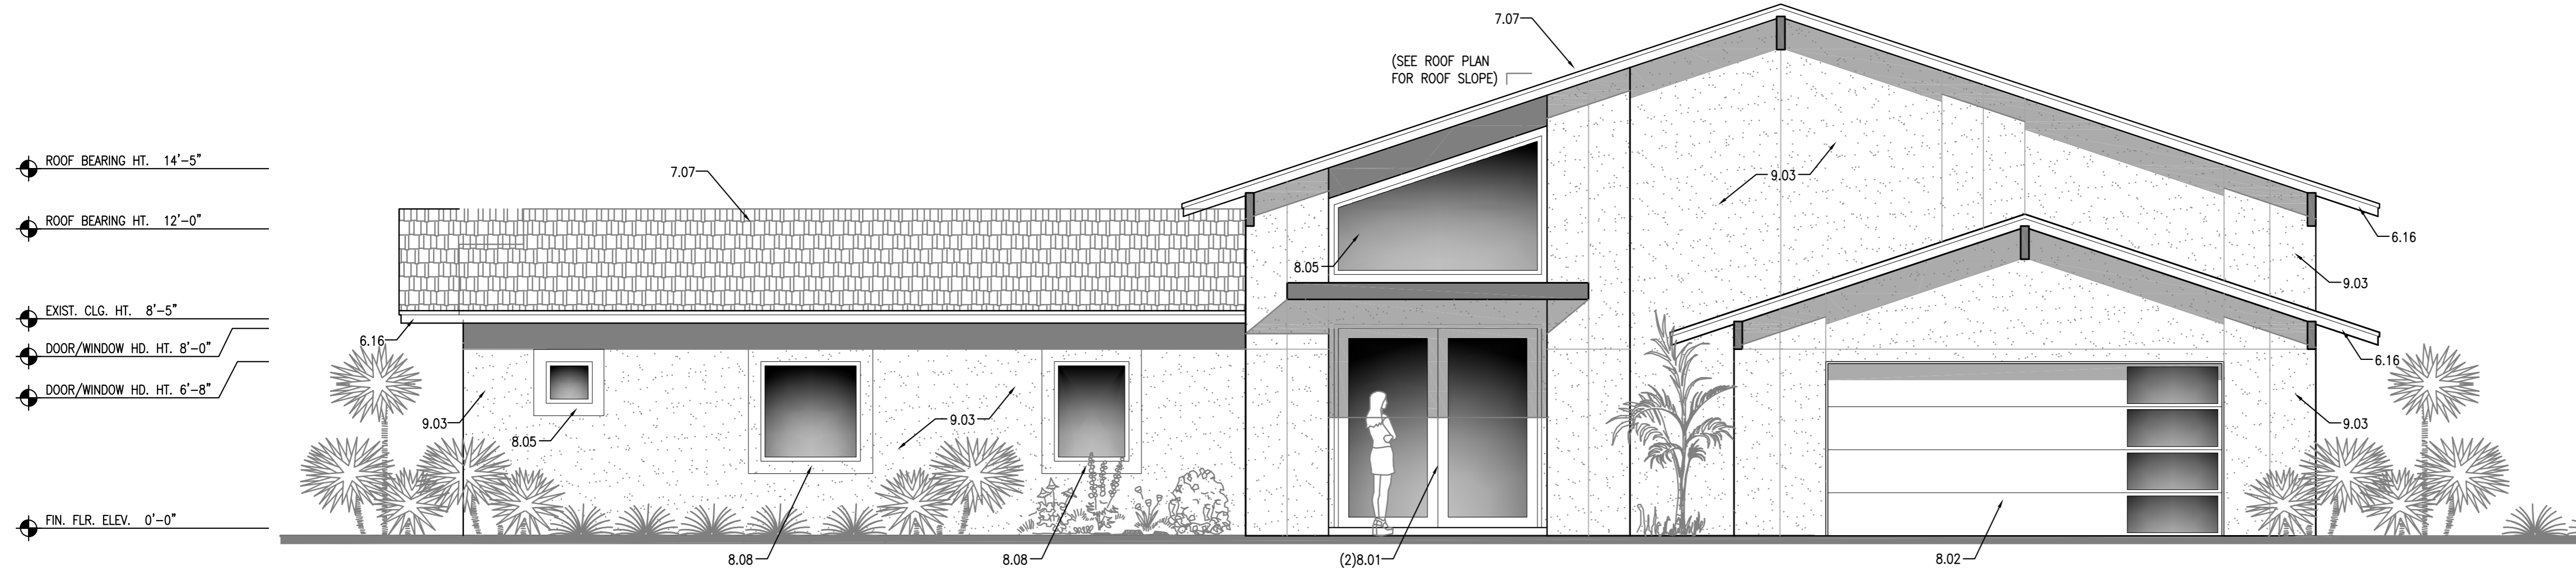 7.07
(SEE ROOF PLAN
FOR ROOF SLOPE)
ROOF BEARING HT.  14'-5"
7.07
9.03
ROOF BEARING HT.  12'-0"
6.16
8.05
9.03
EXIST. CLG. HT.  8'-5"
6.16
DOOR/WINDOW HD. HT. 8'-0"
6.16
DOOR/WINDOW HD. HT. 6'-8"
9.03
9.03
9.03
8.05
FIN. FLR. ELEV.  0'-0"
8.08
8.08
(2)8.01
8.02